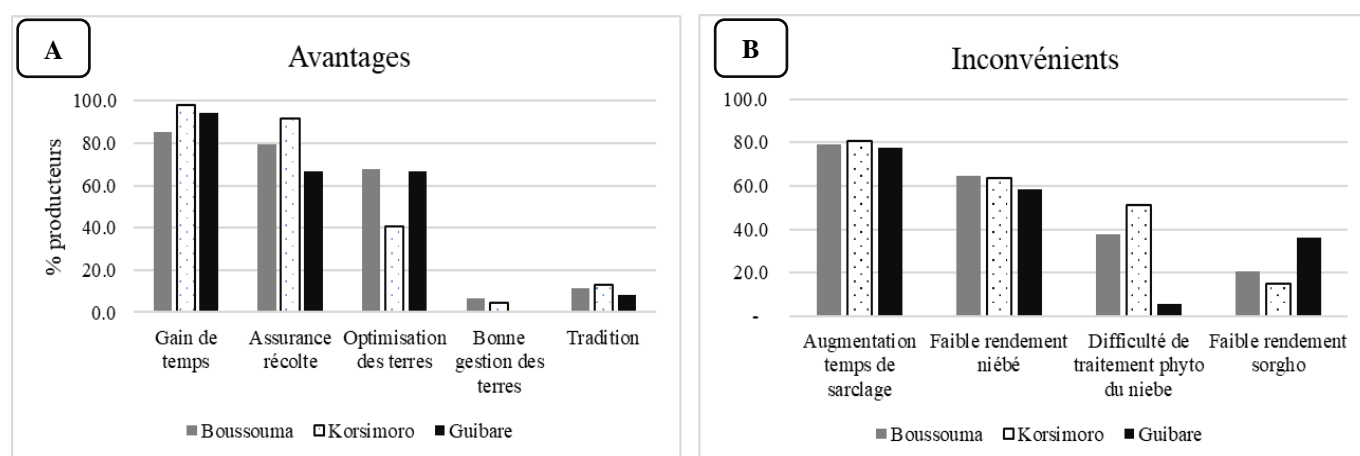 A
Avantages
% producteurs
100.0
80.0
60.0
40.0
20.0
0.0
Gain de
temps
Assurance
récolte
Optimisation
des terres
Bonne
gestion des
terres
Tradition
Boussouma Korsimoro Guibare
B
Inconvénients
100.0
80.0
60.0
40.0
20.0
-
Augmentation
temps de
sarclage
Faible rendement
niébé
Difficulté de
traitement phyto
du niebe
Faible rendement
sorgho
Boussouma Korsimoro Guibare